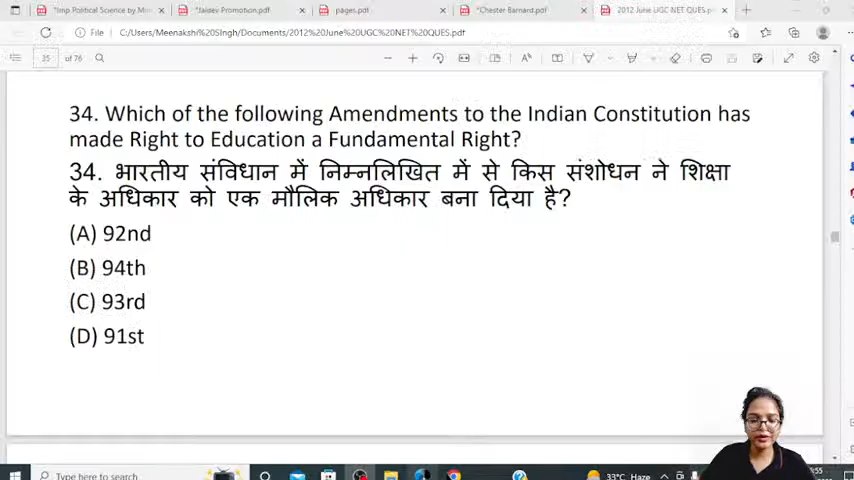 *Imp Political Science by M
*Jaidev Promotion.pdf
pages.pdf
*Chester Barnard.pdf
2012 June UGC NET QUES.p
File
C:/Users/Meenakshi%20SIngh/Documents/2012%20June%20UGC%20NET%20QUES.pdf
25 of 76
34. Which of the following Amendments to the Indian Constitution has
made Right to Education a Fundamental Right?
34. भारतीय संविधान में निम्नलिखित में से किस संशोधन ने शिक्षा
के अधिकार को एक मौलिक अधिकार बना दिया है?
(A) 92nd
(B) 94th
(C) 93rd
(D) 91st
Type here to search
33°C Haze